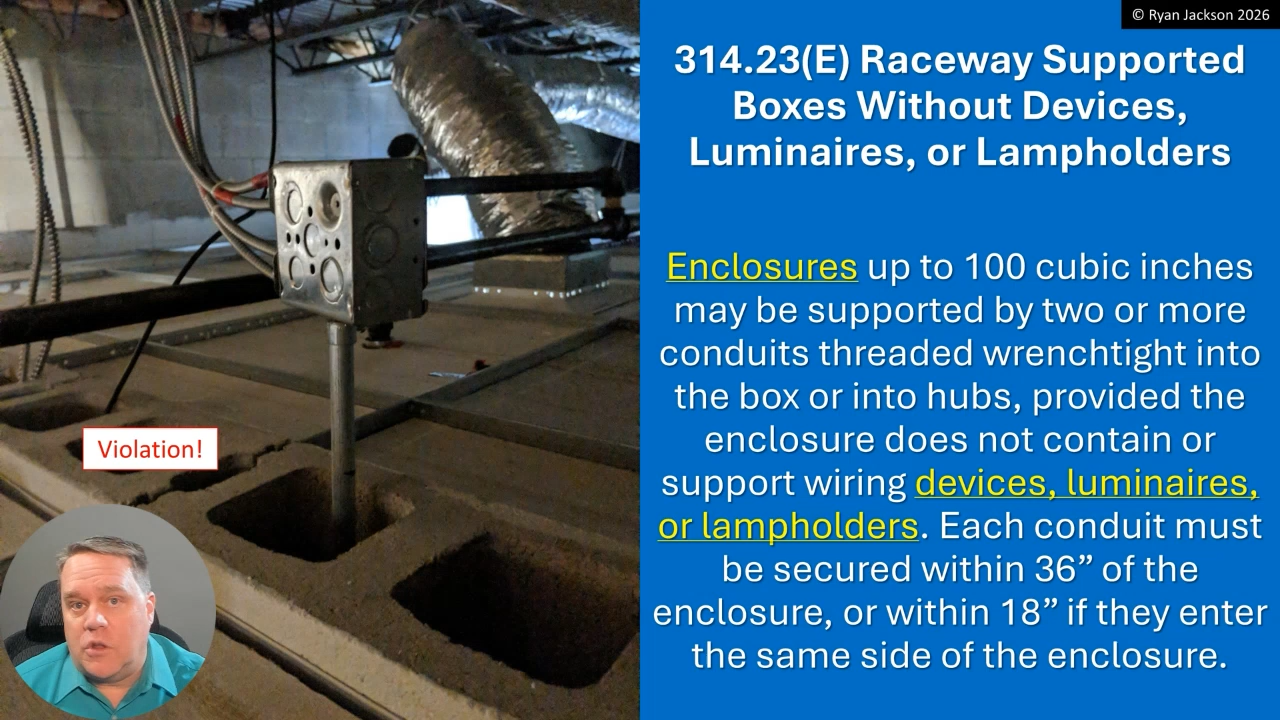 © Ryan Jackson 2026
314.23(E) Raceway Supported
Boxes Without Devices,
Luminaires, or Lampholders
Enclosures up to 100 cubic inches
may be supported by two or more
conduits threaded wrenchtight into
the box or into hubs, provided the
enclosure does not contain or
support wiring devices, luminaires,
or lampholders. Each conduit must
be secured within 36” of the
enclosure, or within 18” if they enter
the same side of the enclosure.
Violation!